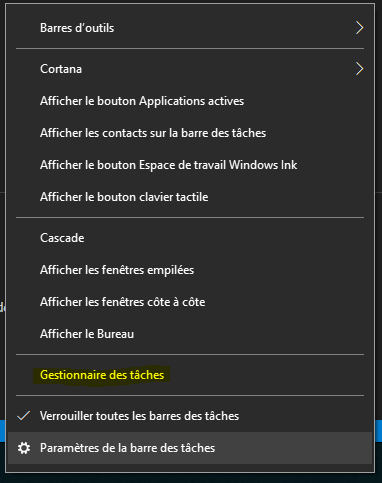 Barres d’outils
Cortana
Afficher le bouton Applications actives
Afficher les contacts sur la barre des tâches
Afficher le bouton Espace de travail Windows Ink
Afficher le bouton clavier tactile
Cascade
Afficher les fenêtres empilées
Afficher les fenêtres côte à côte
Afficher le Bureau
Gestionnaire des tâches
Verrouiller toutes les barres des tâches
Paramètres de la barre des tâches